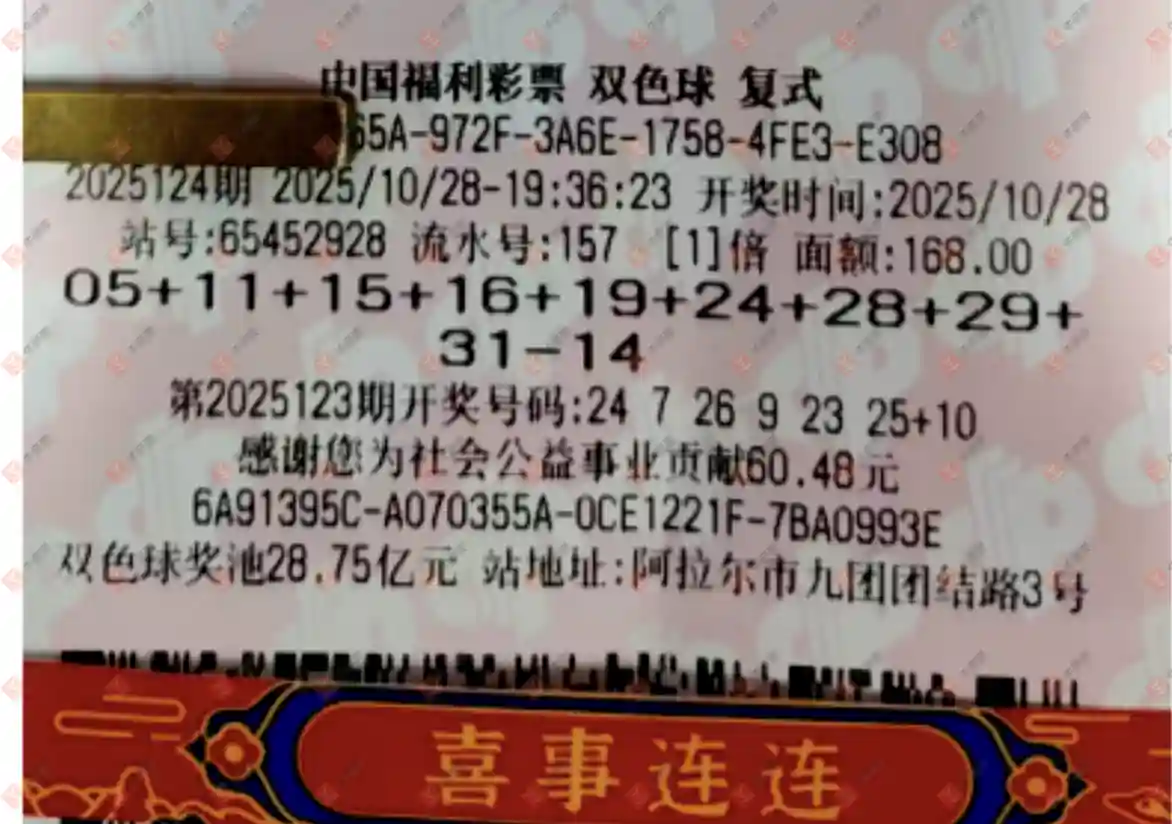 中国福利彩票 双色球 复式
65A-972F-3A6E-1758-4FE3-E308
2025124期 2025/10/28-19:36:23 开奖时间:2025/10/28
站号:65452928 流水号:157 [1]倍 面额:168.00
05+11+15+16+19+24+28+29+
31-14
第2025123期开奖号码:24 7 26 9 23 25+10
感谢您为社会公益事业贡献60.48元
6A91395C-A070355A-0CE1221F-7BA0993E
双色球奖池28.75亿元 站地址:阿拉尔市九团团结路3号
喜事连连